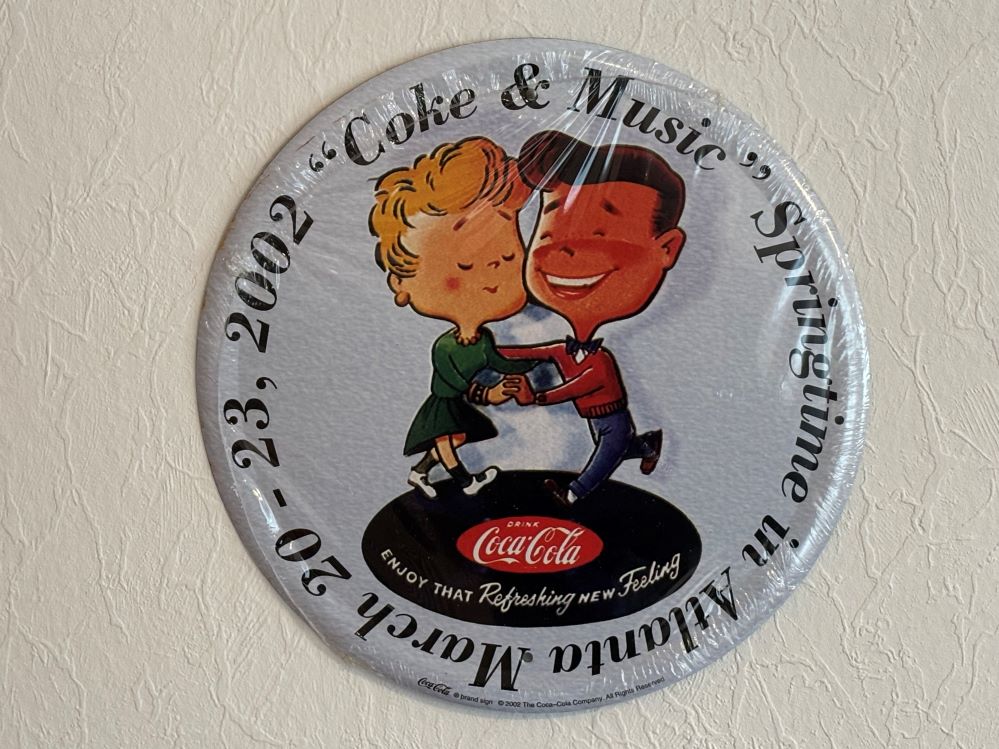 "Coke & Music" Springtime in Atlanta March 20 - 23, 2002
DRINK
Coca-Cola
ENJOY THAT Refreshing NEW Feeling
Coca-Cola ® brand sign © 2002 The Coca-Cola Company. All Rights Reserved